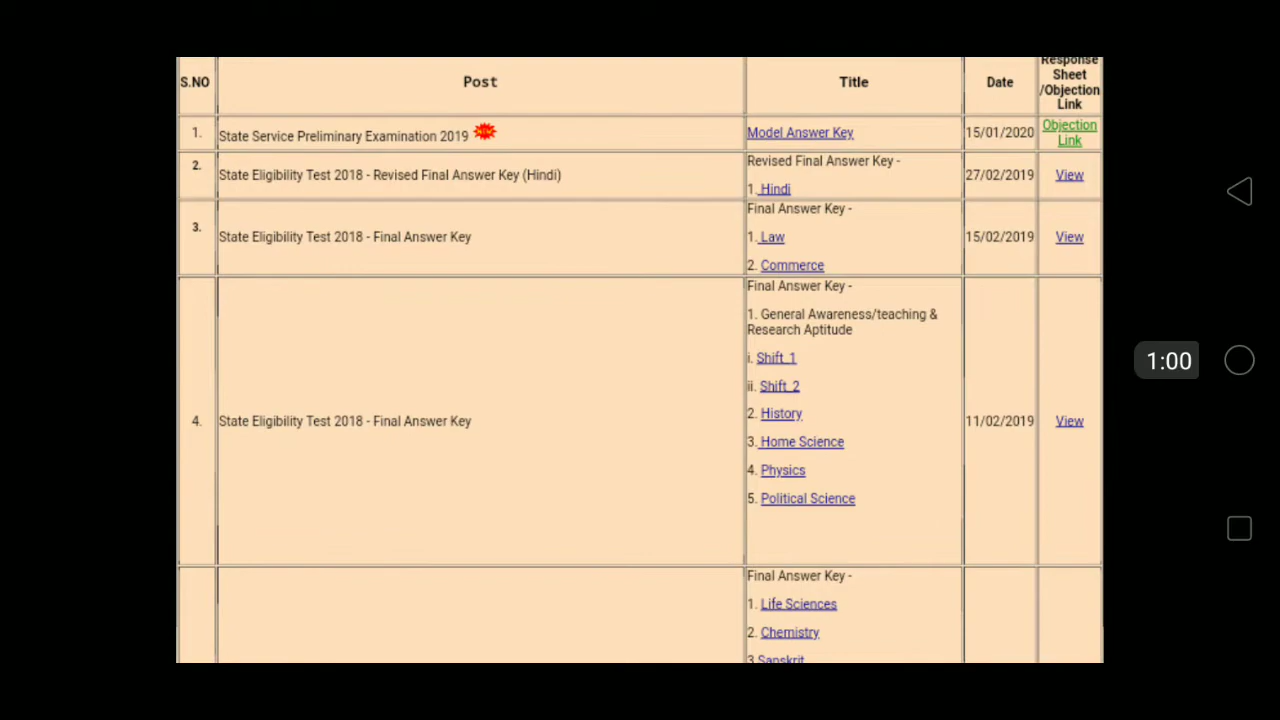 S.NO
Post
Title
Date
Response
Sheet
/Objection
Link
1.
State Service Preliminary Examination 2019
Model Answer Key
15/01/2020
Objection
Link
2.
State Eligibility Test 2018 - Revised Final Answer Key (Hindi)
Revised Final Answer Key -
1. Hindi
27/02/2019
View
3.
State Eligibility Test 2018 - Final Answer Key
Final Answer Key -
1. Law
2. Commerce
15/02/2019
View
4.
State Eligibility Test 2018 - Final Answer Key
Final Answer Key -
1. General Awareness/teaching &
Research Aptitude
i. Shift_1
ii. Shift_2
2. History
3. Home Science
4. Physics
5. Political Science
11/02/2019
View
Final Answer Key -
1. Life Sciences
2. Chemistry
3 Sanskrit
1:00